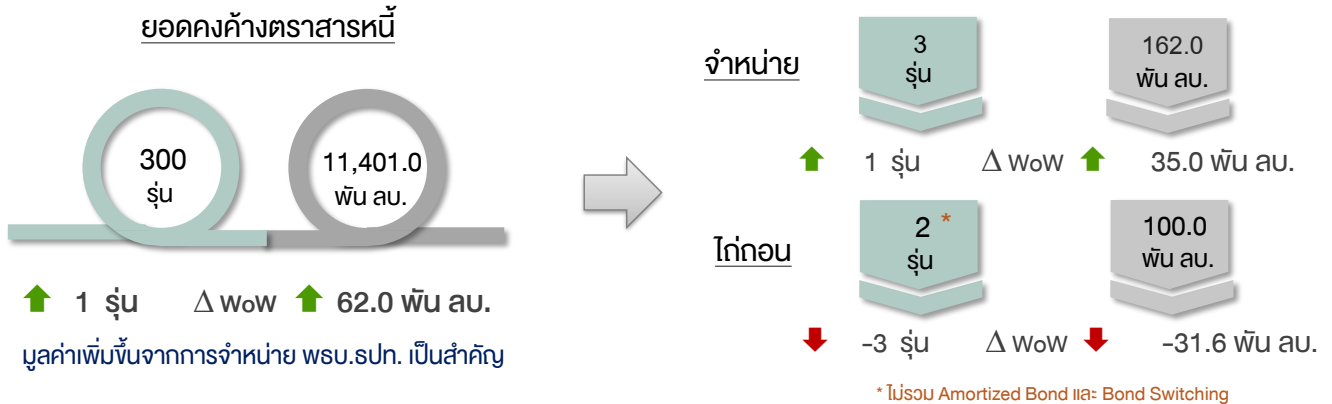 ยอดคงค้างตราสารหนี้
300
รุ่น
11,401.0
พัน ลบ.
1 รุ่น Δ WoW 62.0 พัน ลบ.
มูลค่าเพิ่มขึ้นจากการจำหน่าย พธบ.ธปท. เป็นสำคัญ
จำหน่าย
3
รุ่น
162.0
พัน ลบ.
1 รุ่น Δ WoW 35.0 พัน ลบ.
ไถ่ถอน
2 *
รุ่น
100.0
พัน ลบ.
-3 รุ่น Δ WoW -31.6 พัน ลบ.
* ไม่รวม Amortized Bond และ Bond Switching